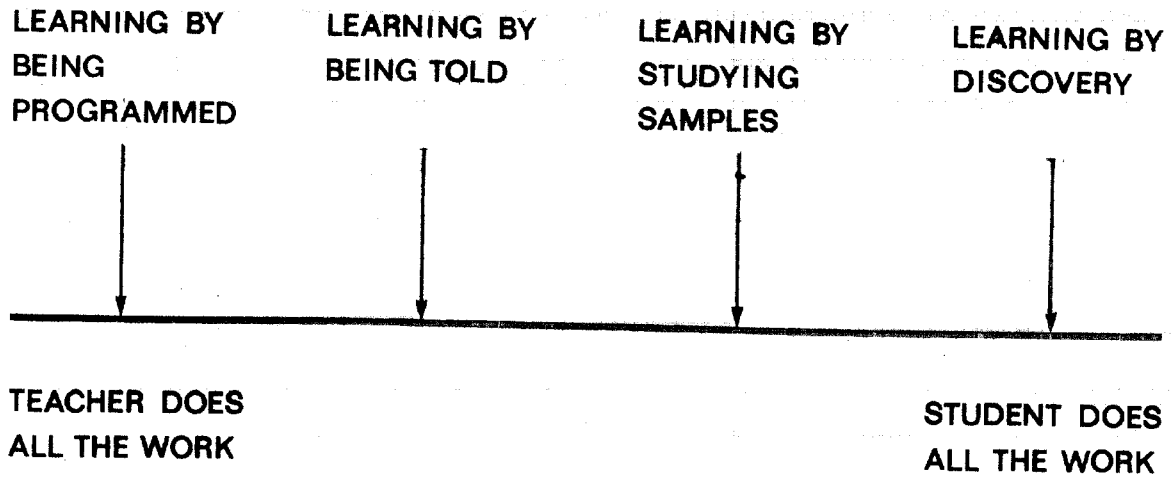 LEARNING BY
BEING
PROGRAMMED
LEARNING BY
BEING TOLD
LEARNING BY
STUDYING
SAMPLES
LEARNING BY
DISCOVERY
TEACHER DOES
ALL THE WORK
STUDENT DOES
ALL THE WORK